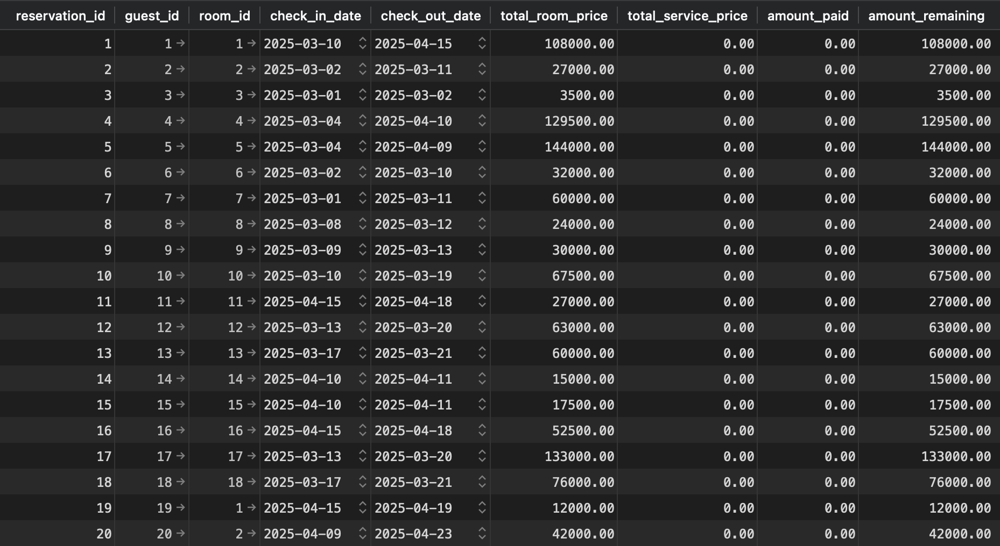 reservation_id guest_id room_id check_in_date check_out_date total_room_price total_service_price amount_paid amount_remaining
1 1 → 1 → 2025-03-10 2025-04-15 108000.00 0.00 0.00 108000.00
2 2 → 2 → 2025-03-02 2025-03-11 27000.00 0.00 0.00 27000.00
3 3 → 3 → 2025-03-01 2025-03-02 3500.00 0.00 0.00 3500.00
4 4 → 4 → 2025-03-04 2025-04-10 129500.00 0.00 0.00 129500.00
5 5 → 5 → 2025-03-04 2025-04-09 144000.00 0.00 0.00 144000.00
6 6 → 6 → 2025-03-02 2025-03-10 32000.00 0.00 0.00 32000.00
7 7 → 7 → 2025-03-01 2025-03-11 60000.00 0.00 0.00 60000.00
8 8 → 8 → 2025-03-08 2025-03-12 24000.00 0.00 0.00 24000.00
9 9 → 9 → 2025-03-09 2025-03-13 30000.00 0.00 0.00 30000.00
10 10 → 10 → 2025-03-10 2025-03-19 67500.00 0.00 0.00 67500.00
11 11 → 11 → 2025-04-15 2025-04-18 27000.00 0.00 0.00 27000.00
12 12 → 12 → 2025-03-13 2025-03-20 63000.00 0.00 0.00 63000.00
13 13 → 13 → 2025-03-17 2025-03-21 60000.00 0.00 0.00 60000.00
14 14 → 14 → 2025-04-10 2025-04-11 15000.00 0.00 0.00 15000.00
15 15 → 15 → 2025-04-10 2025-04-11 17500.00 0.00 0.00 17500.00
16 16 → 16 → 2025-04-15 2025-04-18 52500.00 0.00 0.00 52500.00
17 17 → 17 → 2025-03-13 2025-03-20 133000.00 0.00 0.00 133000.00
18 18 → 18 → 2025-03-17 2025-03-21 76000.00 0.00 0.00 76000.00
19 19 → 1 → 2025-04-15 2025-04-19 12000.00 0.00 0.00 12000.00
20 20 → 2 → 2025-04-09 2025-04-23 42000.00 0.00 0.00 42000.00